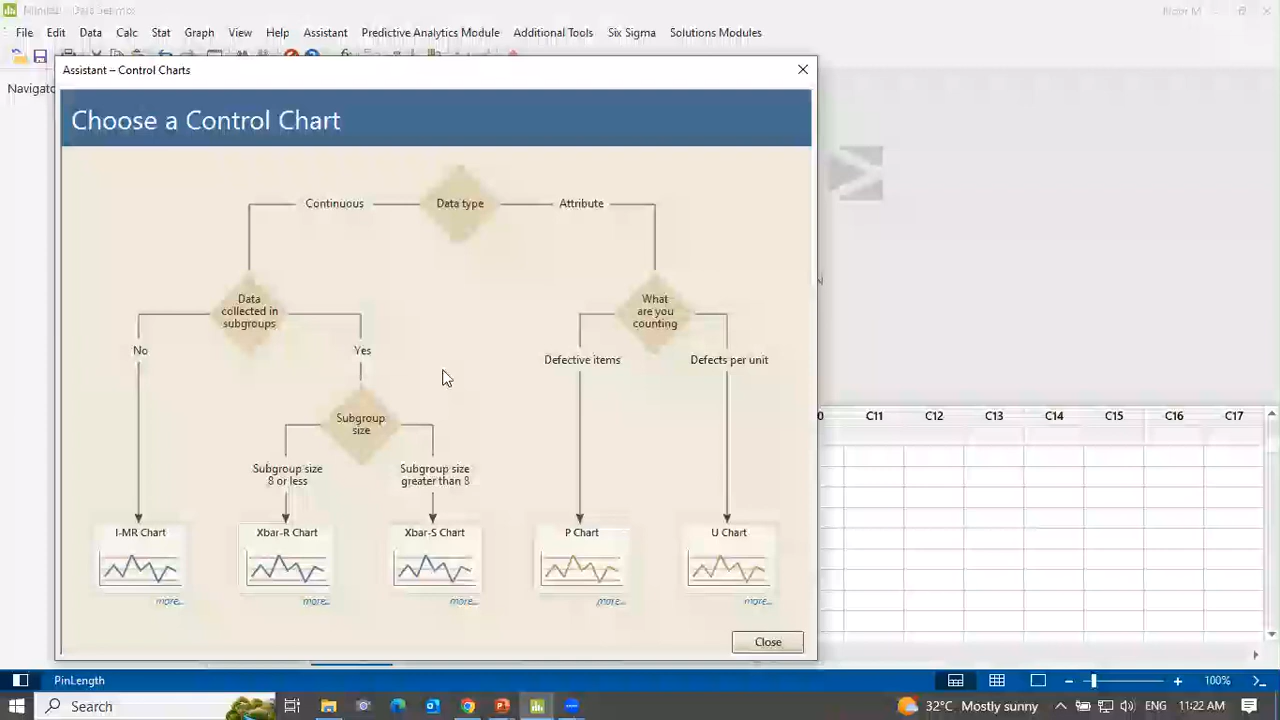 File Edit Data Calc Stat Graph View Help Assistant Predictive Analytics Module Additional Tools Six Sigma Solutions Modules
Navigato
Assistant – Control Charts
Choose a Control Chart
Continuous Data type Attribute
Data
collected in
subgroups
What
are you
counting
No Yes
Defective items Defects per unit
Subgroup
size
Subgroup size
8 or less
Subgroup size
greater than 8
I-MR Chart Xbar-R Chart Xbar-S Chart P Chart U Chart
more... more... more... more... more...
Close
0 C11 C12 C13 C14 C15 C16 C17
PinLength
100%
Search
32°C Mostly sunny
ENG 11:22 AM